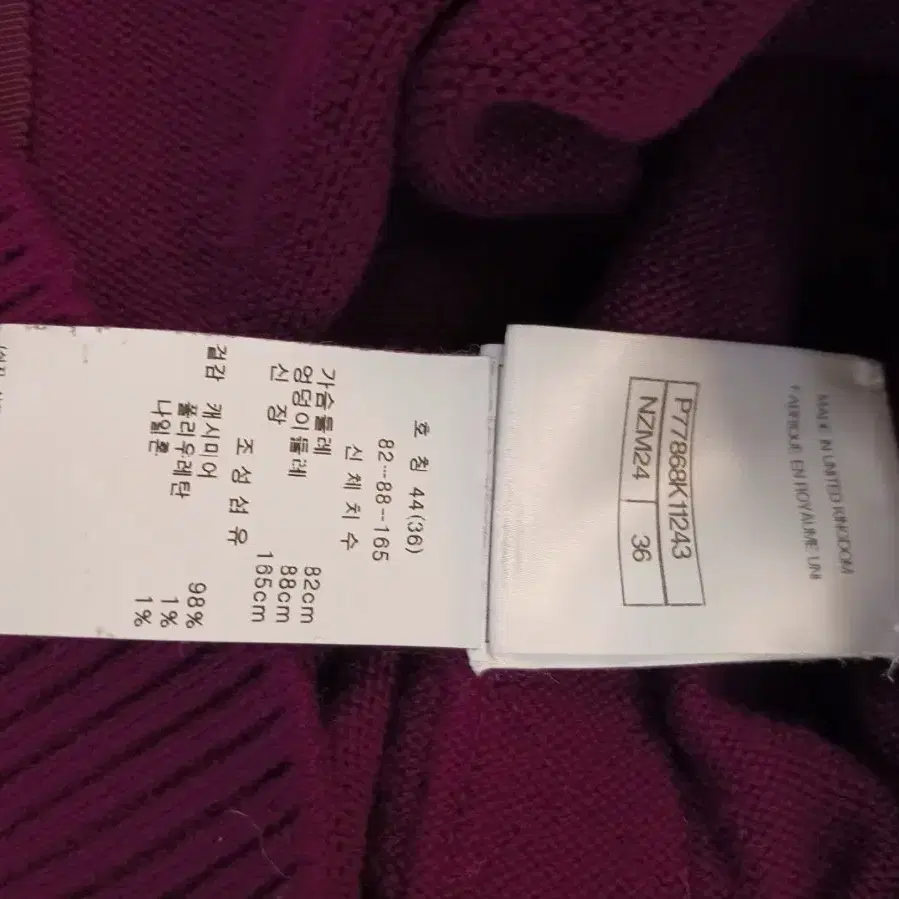 호 칭 44(36)
82--88--165
신 체 치 수
가슴둘레 82cm
엉덩이둘레 88cm
신 장 165cm
조 성 섬 유
겉감 캐시미어 98%
폴리우레탄 1%
나일론 1%
MADE IN UNITED KINGDOM
FABRIQUE EN ROYAUME UNI
P77868K11243
NZM24 36